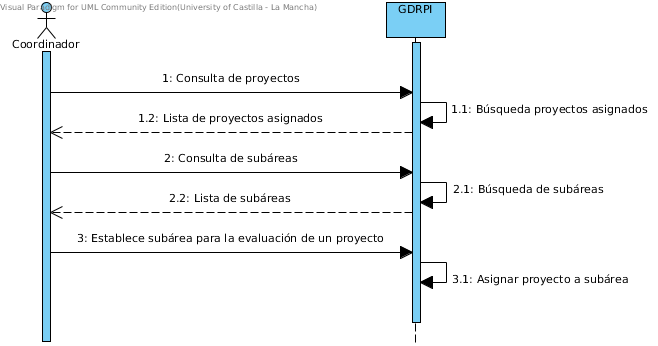 Visual Paradigm for UML Community Edition(University of Castilla - La Mancha)
GDRPI
Coordinador
1: Consulta de proyectos
1.1: Búsqueda proyectos asignados
1.2: Lista de proyectos asignados
2: Consulta de subáreas
2.1: Búsqueda de subáreas
2.2: Lista de subáreas
3: Establece subárea para la evaluación de un proyecto
3.1: Asignar proyecto a subárea